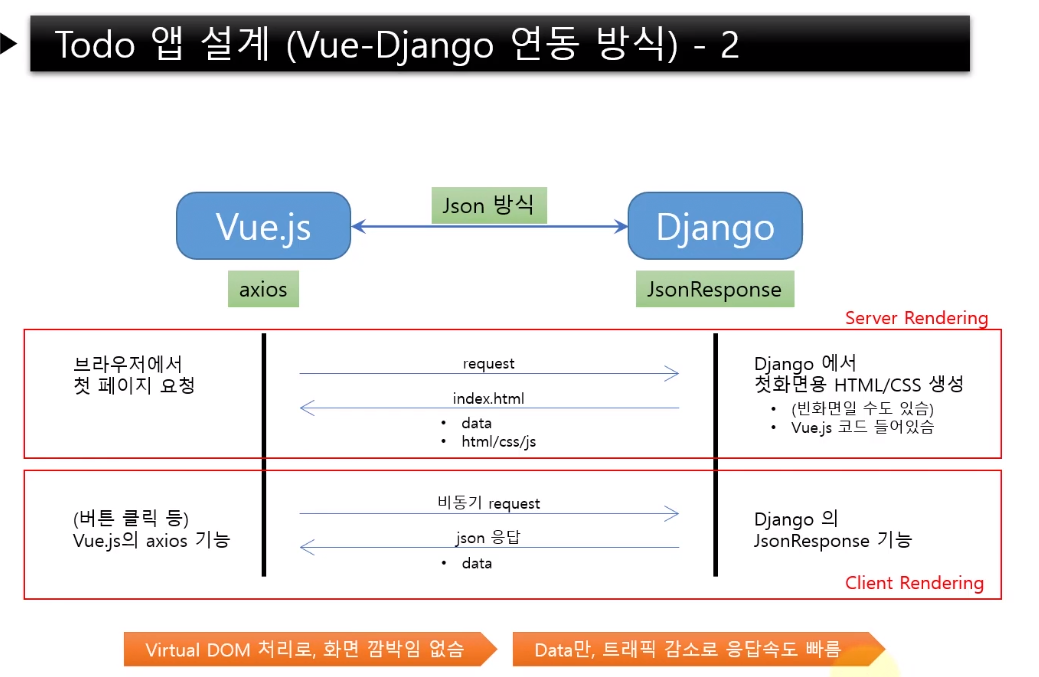 Todo 앱 설계 (Vue-Django 연동 방식) - 2
Json 방식
Vue.js
Django
axios
JsonResponse
Server Rendering
브라우저에서
첫 페이지 요청
request
index.html
• data
• html/css/js
Django 에서
첫화면용 HTML/CSS 생성
• (빈화면일 수도 있슴)
• Vue.js 코드 들어있슴
(버튼 클릭 등)
Vue.js의 axios 기능
비동기 request
json 응답
• data
Django 의
JsonResponse 기능
Client Rendering
Virtual DOM 처리로, 화면 깜박임 없슴
Data만, 트래픽 감소로 응답속도 빠름